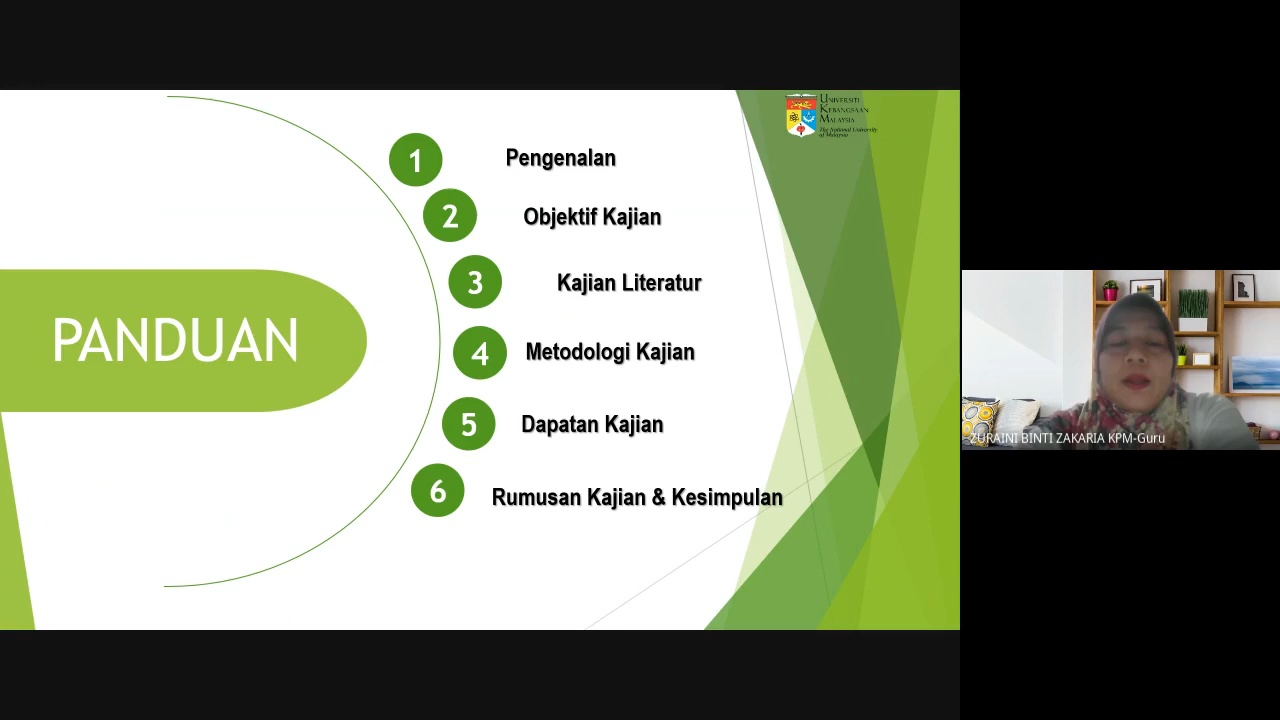 UNIVERSITI
KEBANGSAAN
MALAYSIA
The National University
of Malaysia
PANDUAN
1 Pengenalan
2 Objektif Kajian
3 Kajian Literatur
4 Metodologi Kajian
5 Dapatan Kajian
6 Rumusan Kajian & Kesimpulan
ZURAINI BINTI ZAKARIA KPM-Guru